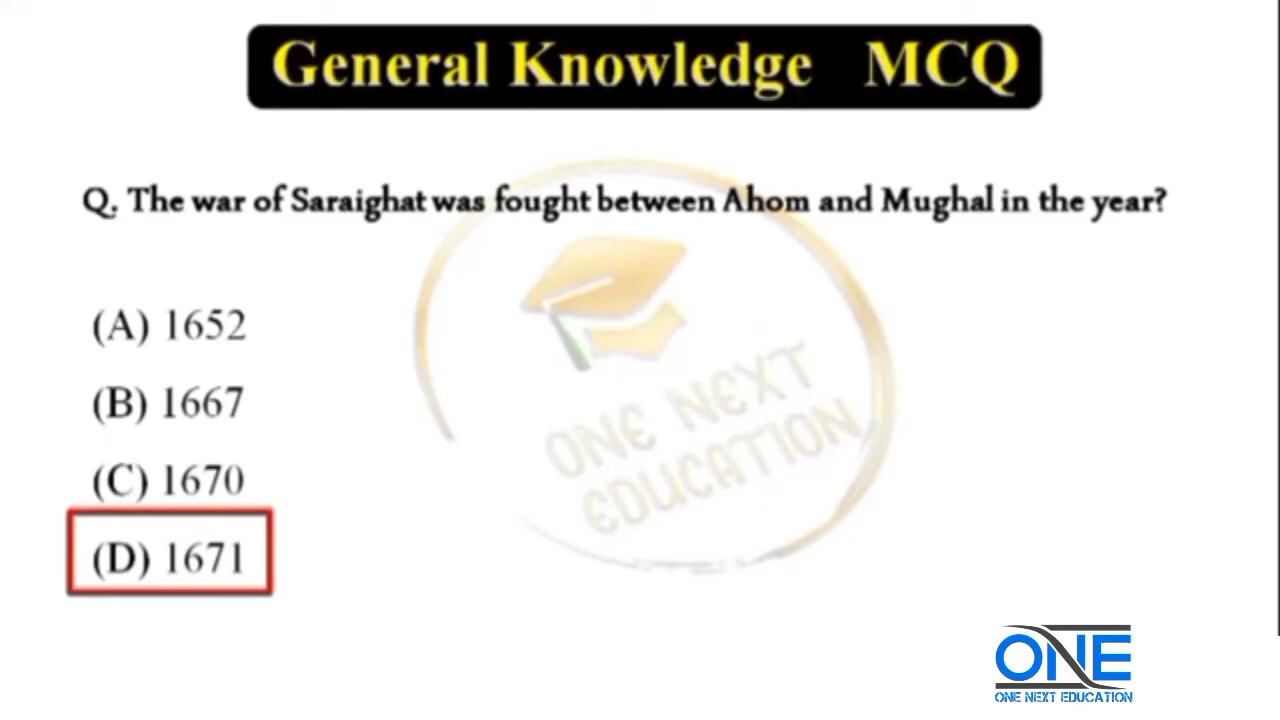 General Knowledge MCQ
Q. The war of Saraighat was fought between Ahom and Mughal in the year?
(A) 1652
(B) 1667
(C) 1670
(D) 1671
ONE NEXT
EDUCATION
ONE
ONE NEXT EDUCATION